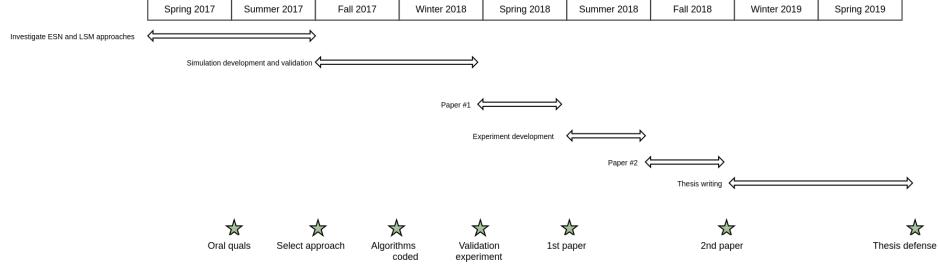 Spring 2017 Summer 2017 Fall 2017 Winter 2018 Spring 2018 Summer 2018 Fall 2018 Winter 2019 Spring 2019
Investigate ESN and LSM approaches
Simulation development and validation
Paper #1
Experiment development
Paper #2
Thesis writing
Oral quals Select approach Algorithms Validation 1st paper 2nd paper Thesis defense
coded experiment